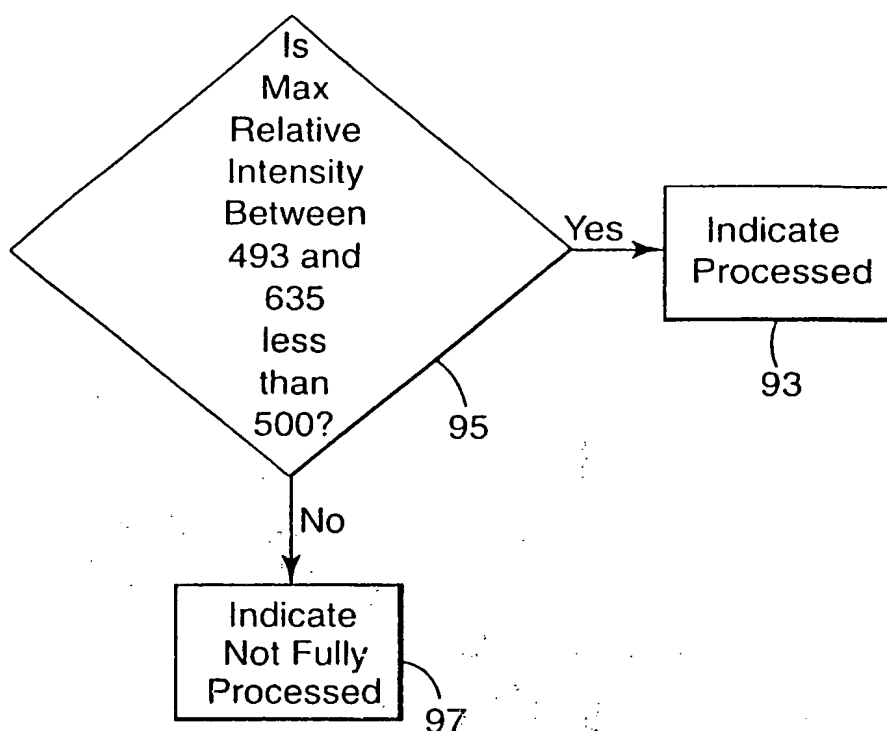 Is
Max
Relative
Intensity
Between
493 and
635
less
than
500?
Yes
Indicate
Processed
93
95
No
Indicate
Not Fully
Processed
97